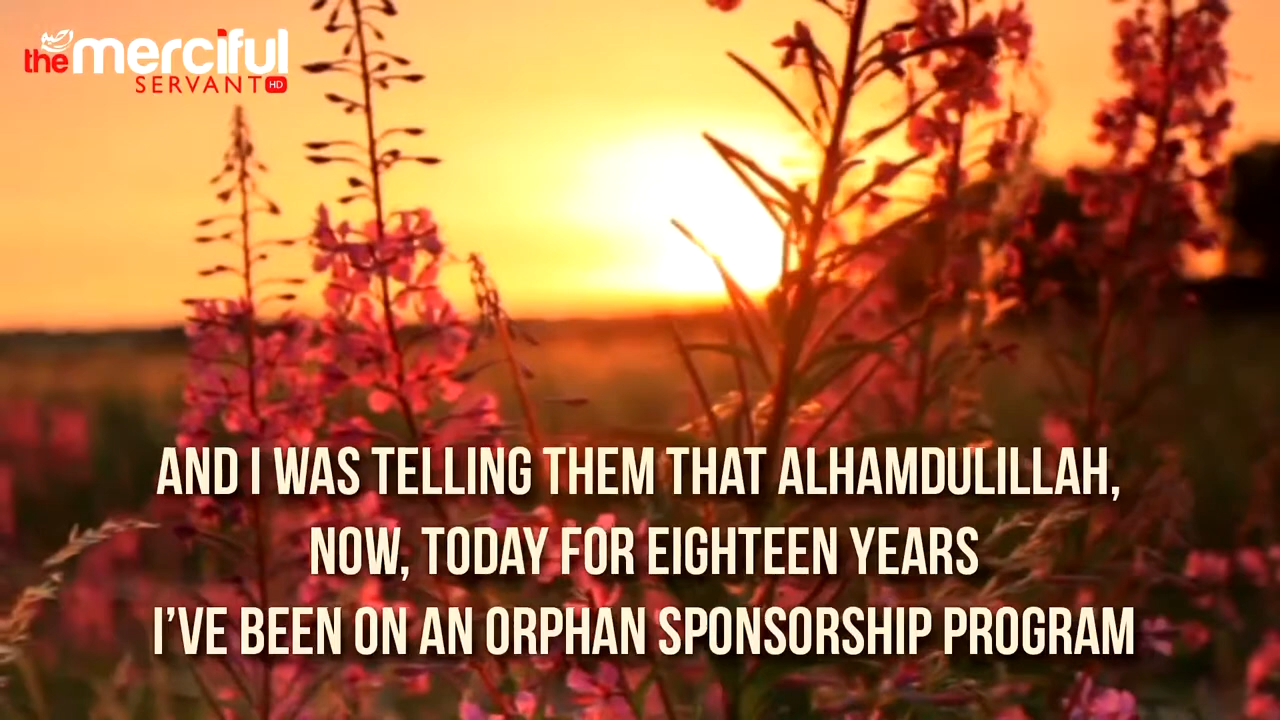 the merciful
SERVANT HD
AND I WAS TELLING THEM THAT ALHAMDULILLAH,
NOW, TODAY FOR EIGHTEEN YEARS
I’VE BEEN ON AN ORPHAN SPONSORSHIP PROGRAM